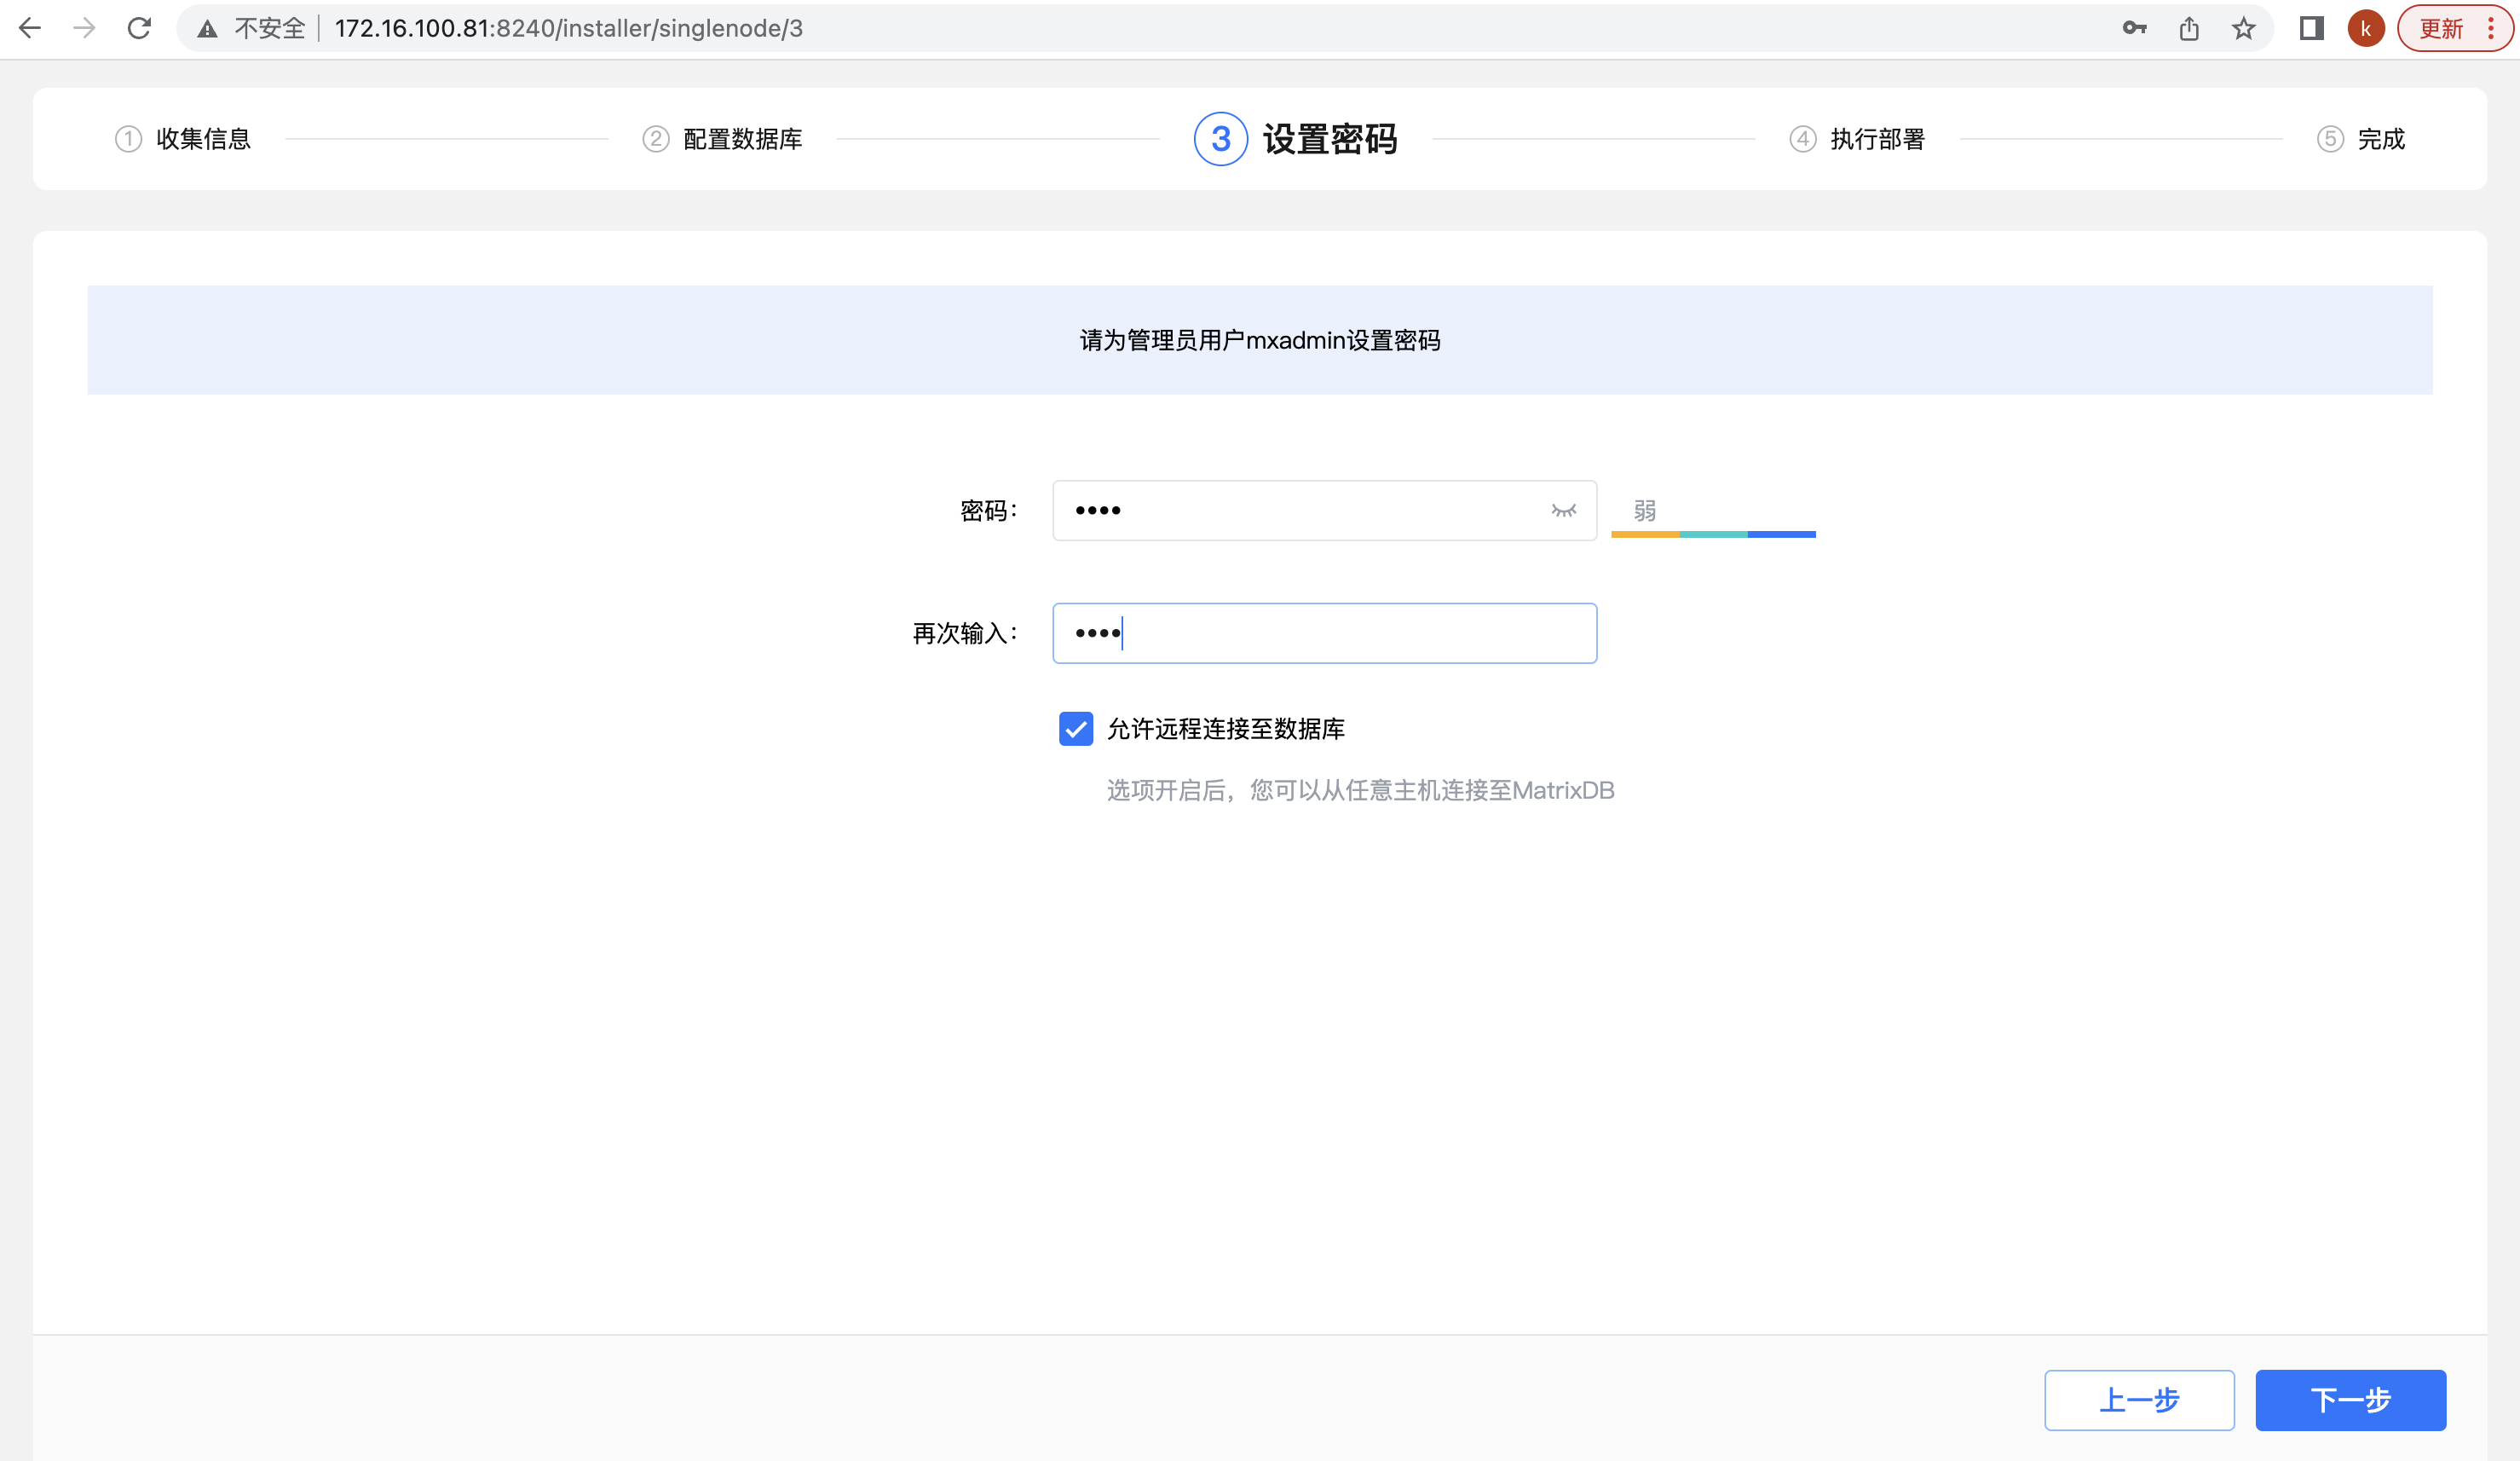 不安全 172.16.100.81:8240/installer/singlenode/3 k 更新
1 收集信息 2 配置数据库 3 设置密码 4 执行部署 5 完成
请为管理员用户mxadmin设置密码
密码： •••• 弱
再次输入： ••••
允许远程连接至数据库
选项开启后，您可以从任意主机连接至MatrixDB
上一步 下一步